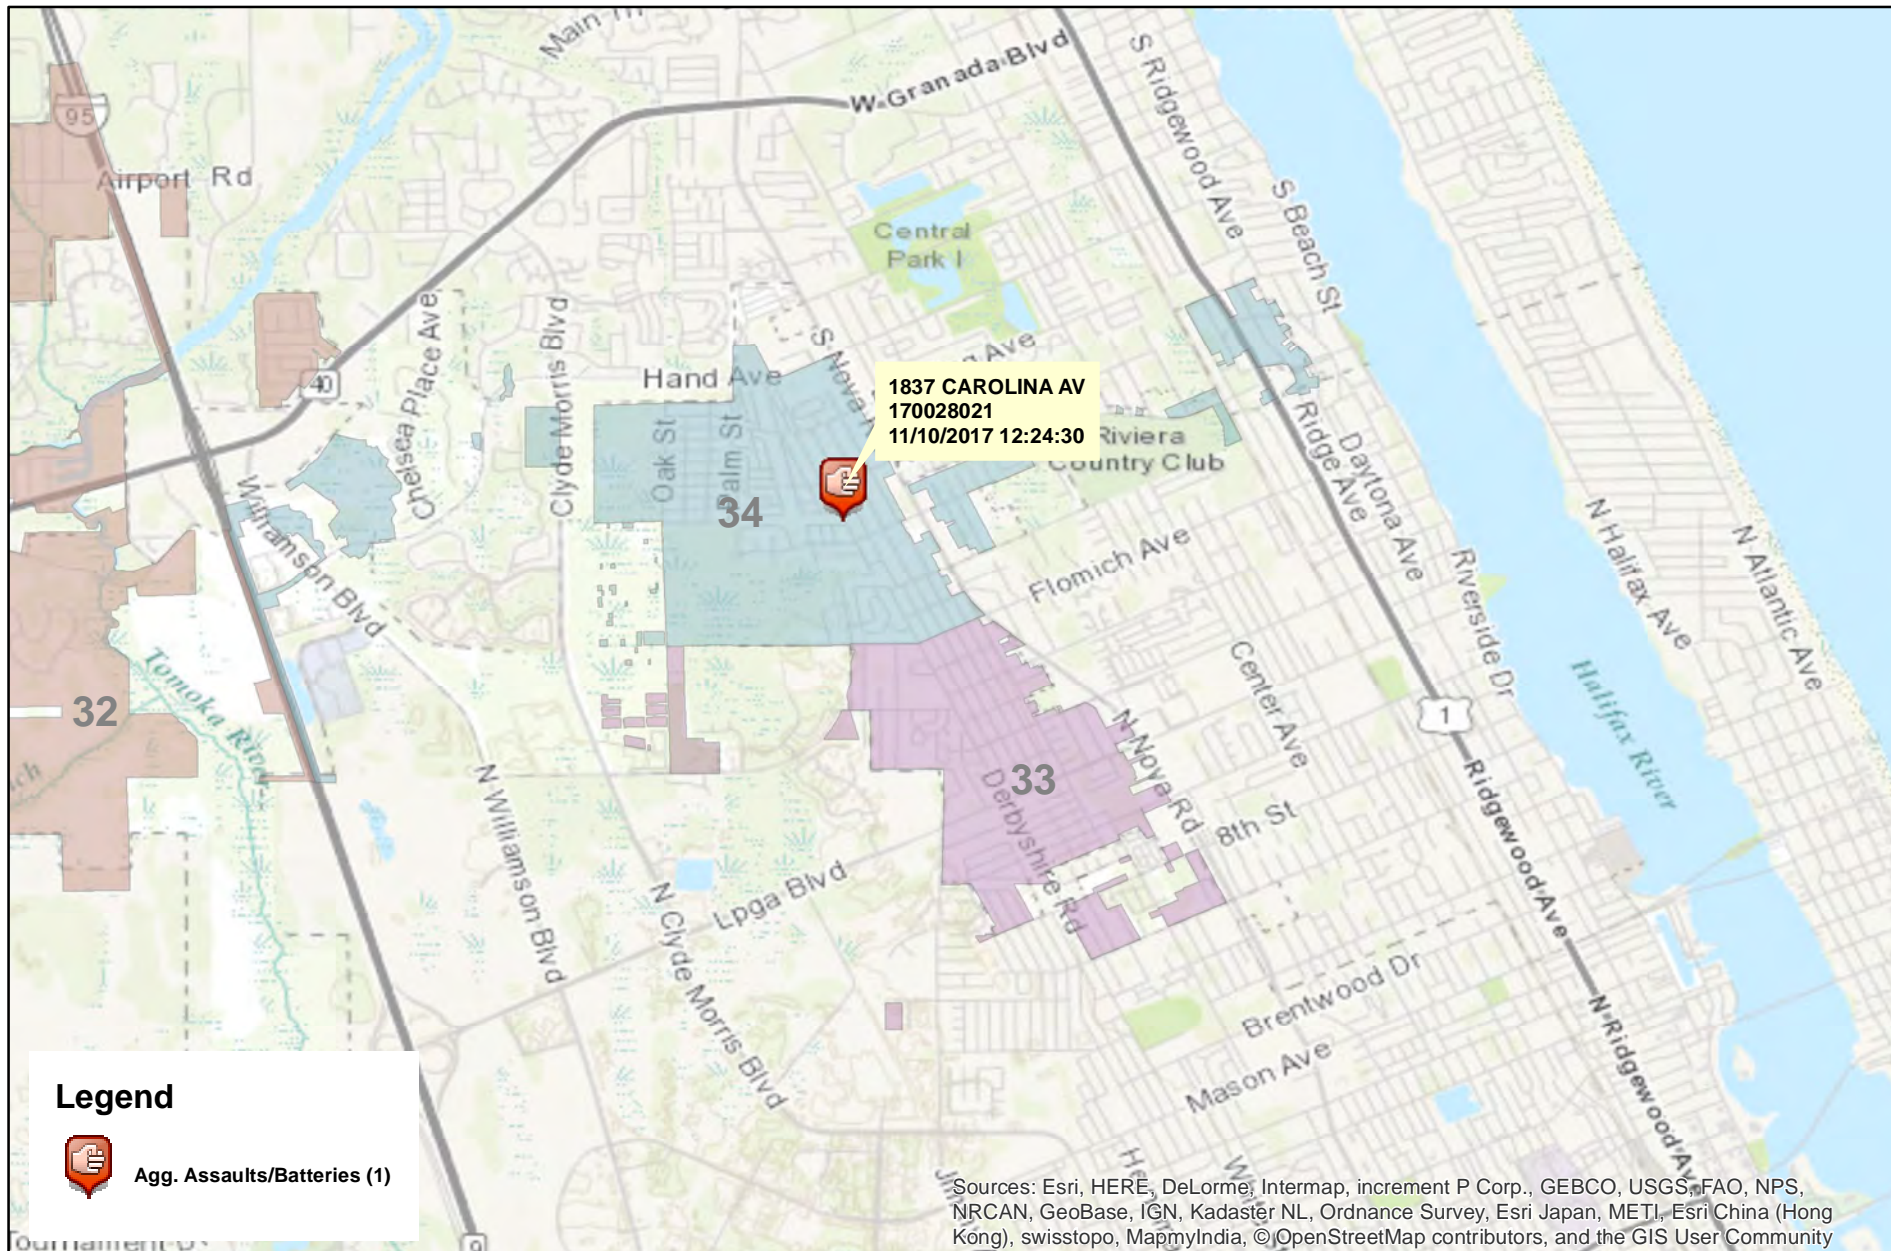 W Granada Blvd
S Ridgewood Ave
95
Airport Rd
S Beach St
Central
Park I
Chelsea Place Ave
Clyde Morris Blvd
40
Hand Ave
S Nova
Ave
1837 CAROLINA AV
170028021
11/10/2017 12:24:30
Riviera
Country Club
Oak St
Palm St
34
Ridge Ave
Daytona Ave
N Halifax Ave
N Atlantic Ave
Williamson Blvd
Flomich Ave
Riverside Dr
Halifax River
Center Ave
Tomoka River
32
1
N Nova Rd
33
Derbyshire Rd
8th St
Ridgewood Ave
N Williamson Blvd
N Clyde Morris Blvd
Lpga Blvd
Brentwood Dr
Mason Ave
N Ridgewood Av
Legend
Agg. Assaults/Batteries (1)
Sources: Esri, HERE, DeLorme, Intermap, increment P Corp., GEBCO, USGS, FAO, NPS,
NRCAN, GeoBase, IGN, Kadaster NL, Ordnance Survey, Esri Japan, METI, Esri China (Hong
Kong), swisstopo, MapmyIndia, © OpenStreetMap contributors, and the GIS User Community